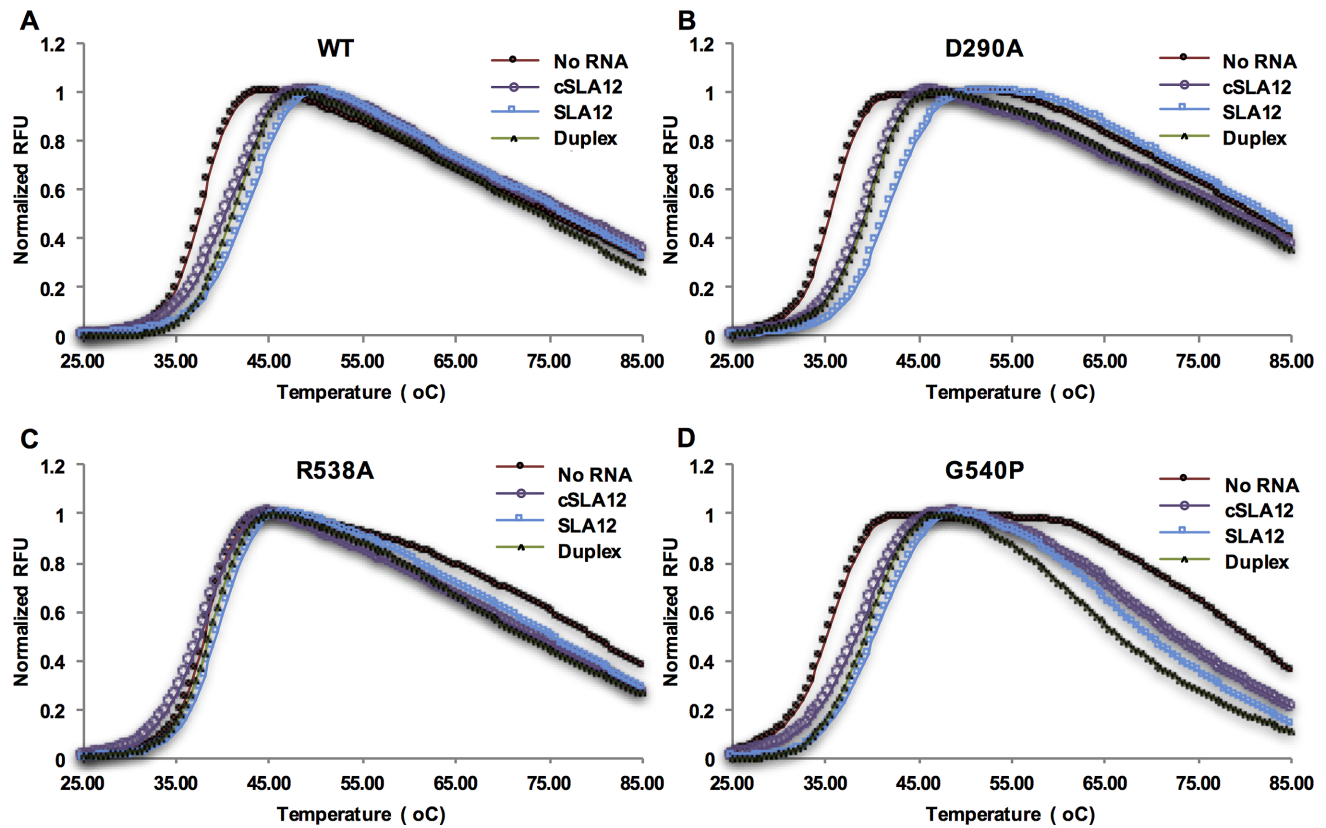 A
WT
Normalized RFU
1.2
1
0.8
0.6
0.4
0.2
0
25.00 35.00 45.00 55.00 65.00 75.00 85.00
Temperature ( oC)
No RNA
cSLA12
SLA12
Duplex
B
D290A
Normalized RFU
1.2
1
0.8
0.6
0.4
0.2
0
25.00 35.00 45.00 55.00 65.00 75.00 85.00
Temperature ( oC)
No RNA
cSLA12
SLA12
Duplex
C
R538A
Normalized RFU
1.2
1
0.8
0.6
0.4
0.2
0
25.00 35.00 45.00 55.00 65.00 75.00 85.00
Temperature ( oC)
No RNA
cSLA12
SLA12
Duplex
D
G540P
Normalized RFU
1.2
1
0.8
0.6
0.4
0.2
0
25.00 35.00 45.00 55.00 65.00 75.00 85.00
Temperature ( oC)
No RNA
cSLA12
SLA12
Duplex